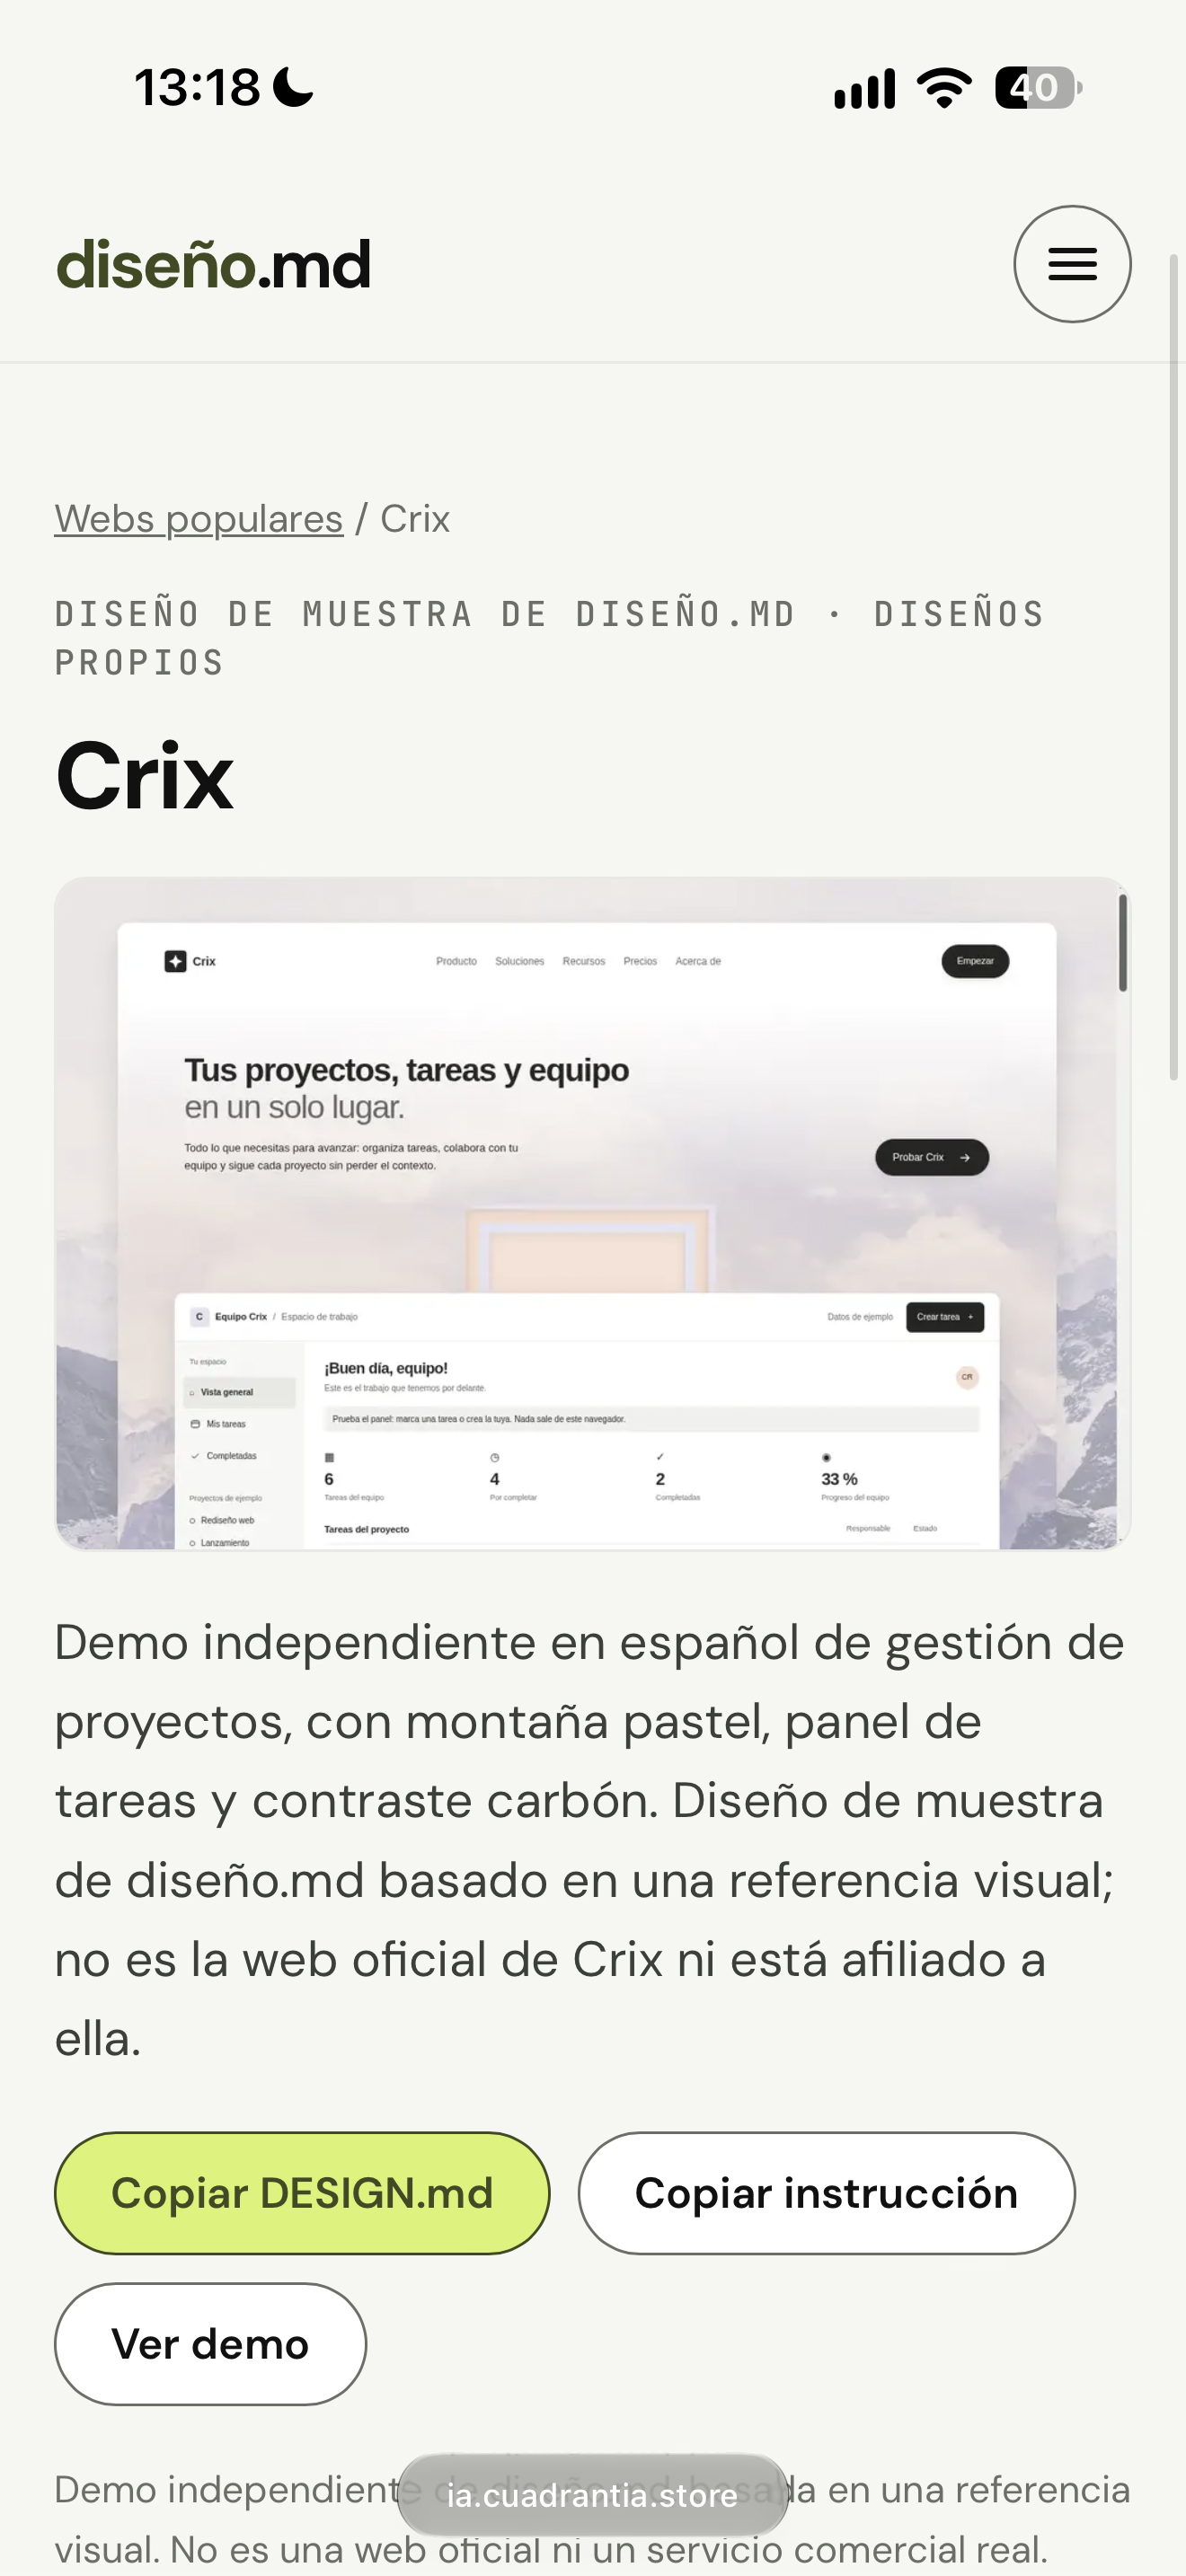 13:18
40
diseño.md
Webs populares / Crix
DISEÑO DE MUESTRA DE DISEÑO.MD · DISEÑOS
PROPIOS
Crix
Crix
Producto Soluciones Recursos Precios Acerca de
Empezar
Tus proyectos, tareas y equipo
en un solo lugar.
Todo lo que necesitas para avanzar: organiza tareas, colabora con tu
equipo y sigue cada proyecto sin perder el contexto.
Probar Crix →
C Equipo Crix / Espacio de trabajo
Datos de ejemplo
Crear tarea +
Tu espacio
Vista general
Mis tareas
Completadas
Proyectos de ejemplo
Rediseño web
Lanzamiento
¡Buen día, equipo!
Este es el trabajo que tenemos por delante.
CR
Prueba el panel: marca una tarea o crea la tuya. Nada sale de este navegador.
6 4 2 33 %
Tareas del equipo Por completar Completadas Progreso del equipo
Tareas del proyecto Responsable Estado
Demo independiente en español de gestión de
proyectos, con montaña pastel, panel de
tareas y contraste carbón. Diseño de muestra
de diseño.md basado en una referencia visual;
no es la web oficial de Crix ni está afiliado a
ella.
Copiar DESIGN.md
Copiar instrucción
Ver demo
Demo independiente de diseño.md, basada en una referencia
ia.cuadrantia.store
visual. No es una web oficial ni un servicio comercial real.